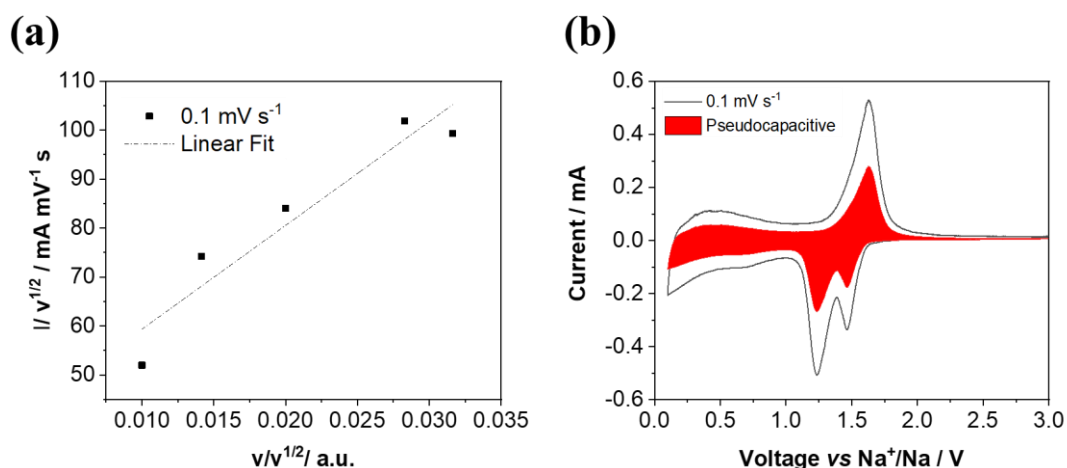 (a)
110
100
90
80
70
60
50
I/ v^1/2 / mA mV^-1 s
0.1 mV s^-1
Linear Fit
0.010
0.015
0.020
0.025
0.030
0.035
v/v^1/2/ a.u.
(b)
0.6
0.4
0.2
0.0
-0.2
-0.4
-0.6
Current / mA
0.1 mV s^-1
Pseudocapacitive
0.0
0.5
1.0
1.5
2.0
2.5
3.0
Voltage vs Na^+/Na / V